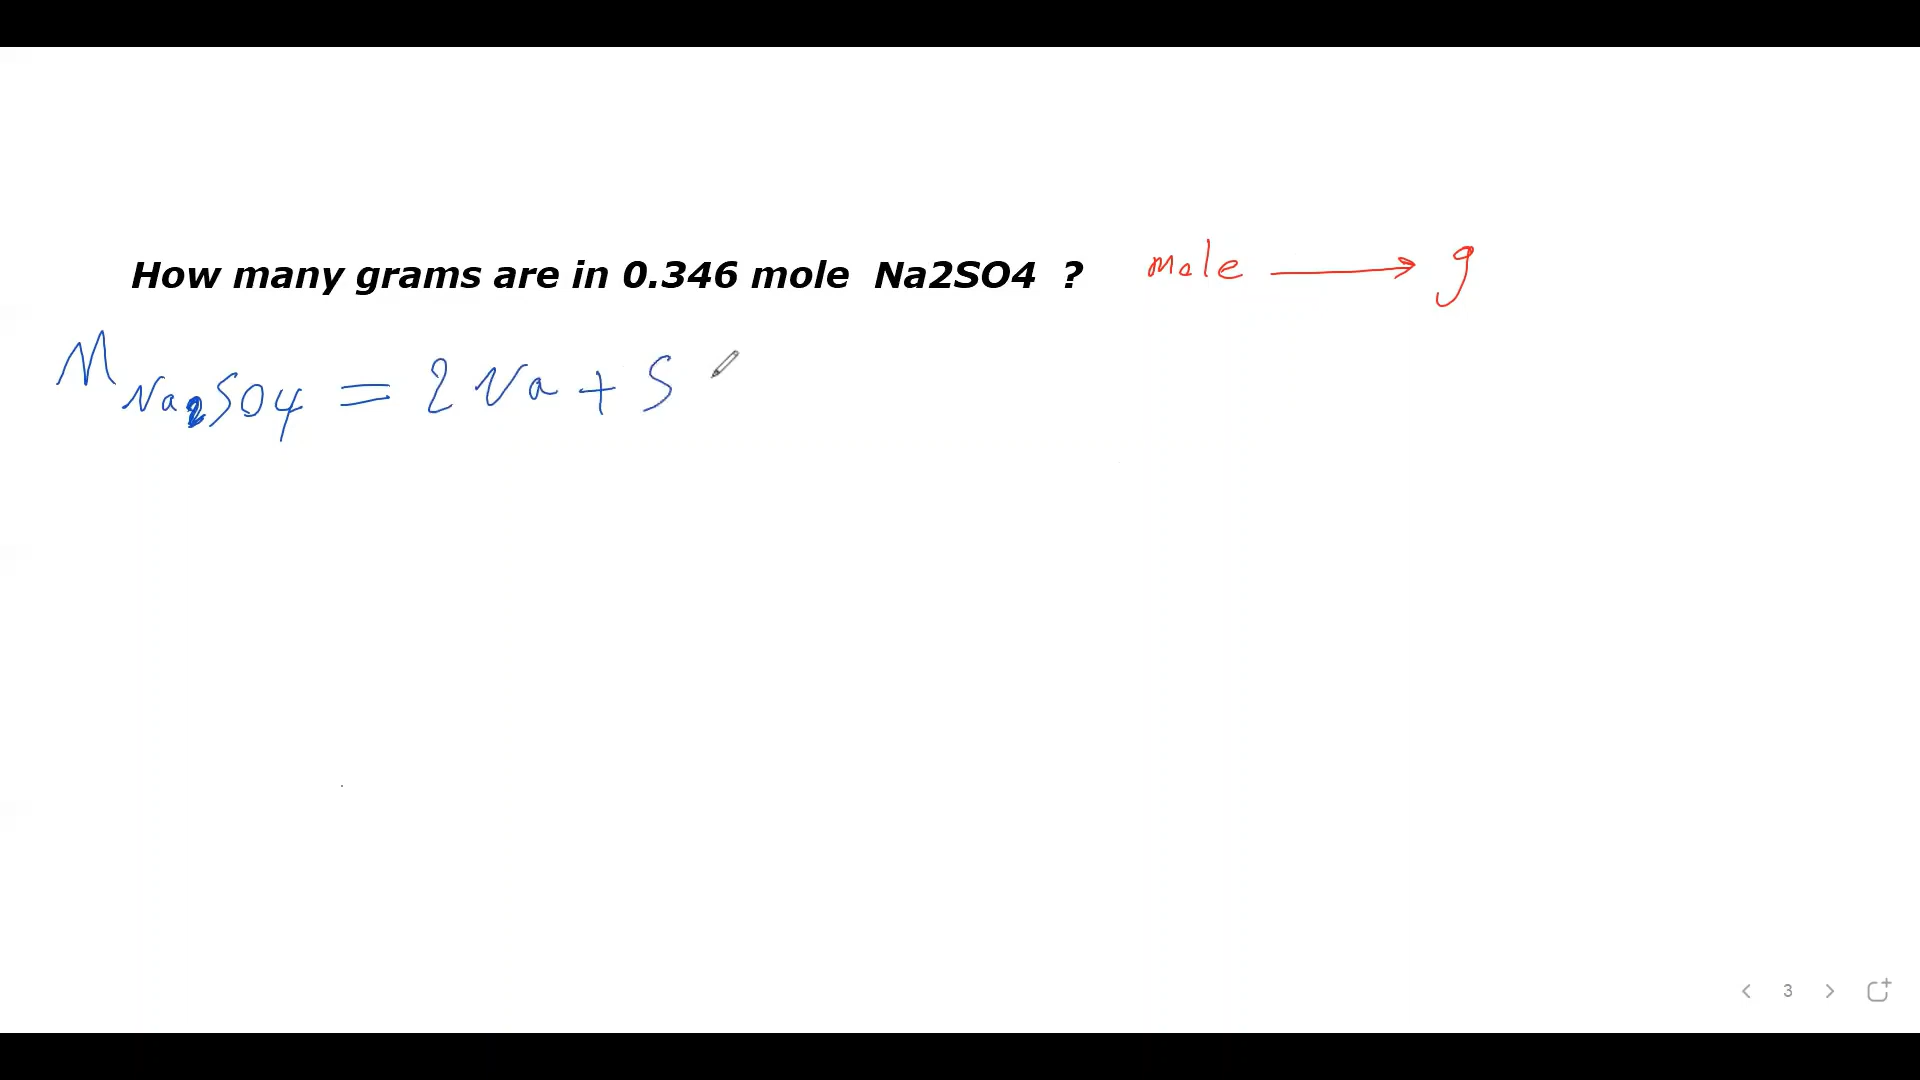 How many grams are in 0.346 mole Na2SO4 ? mole → g
M Na2SO4 = 2 Na + S
3